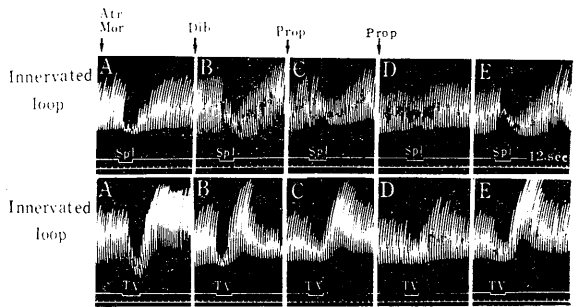 Atr
Mor
Dib
Prop
Prop
Innervated
loop
A
B
C
D
E
Spl
Spl
Spl
Spl
Spl
12.sec
Innervated
loop
A
B
C
D
E
TV
TV
TV
TV
TV